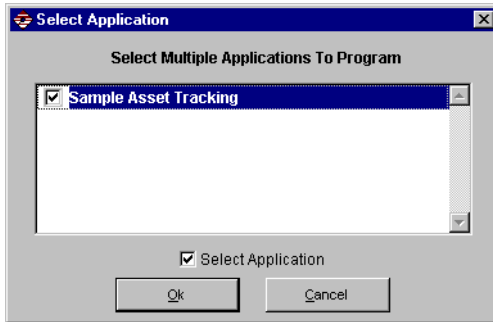 Select Application
Select Multiple Applications To Program
Sample Asset Tracking
Select Application
Ok
Cancel